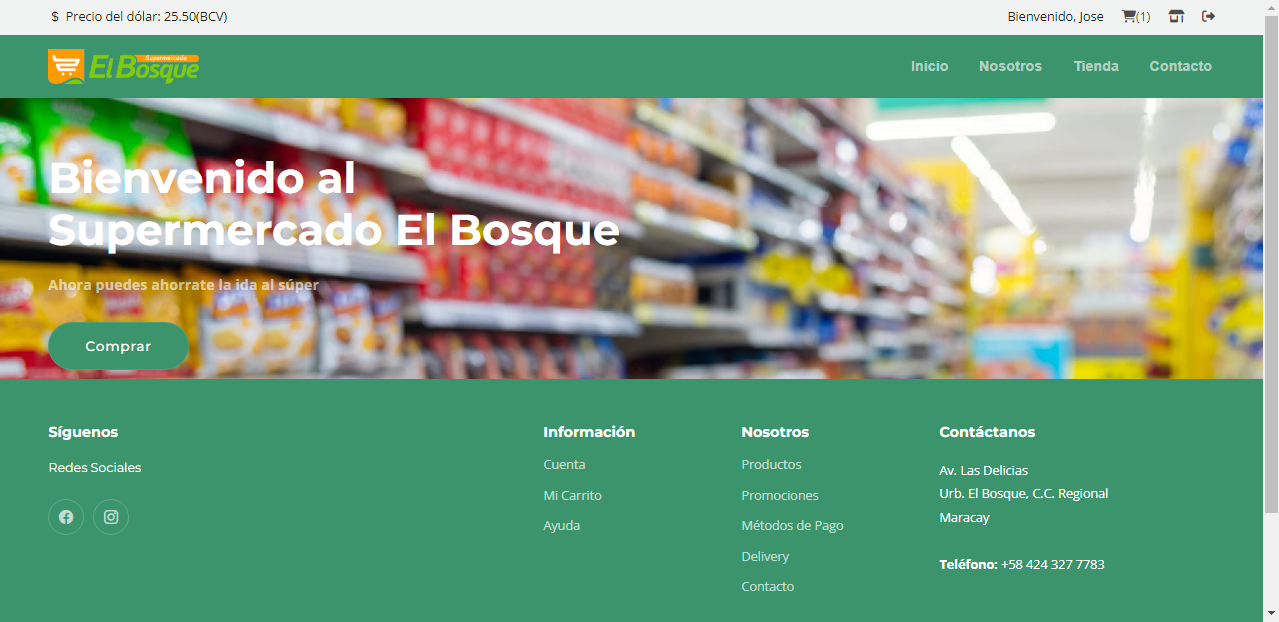 $ Precio del dólar: 25.50(BCV)
Bienvenido, Jose
(1)
Supermercado
El Bosque
Inicio
Nosotros
Tienda
Contacto
Bienvenido al
Supermercado El Bosque
Ahora puedes ahorrate la ida al súper
Comprar
Síguenos
Redes Sociales
Información
Cuenta
Mi Carrito
Ayuda
Nosotros
Productos
Promociones
Métodos de Pago
Delivery
Contacto
Contáctanos
Av. Las Delicias
Urb. El Bosque, C.C. Regional
Maracay
Teléfono: +58 424 327 7783